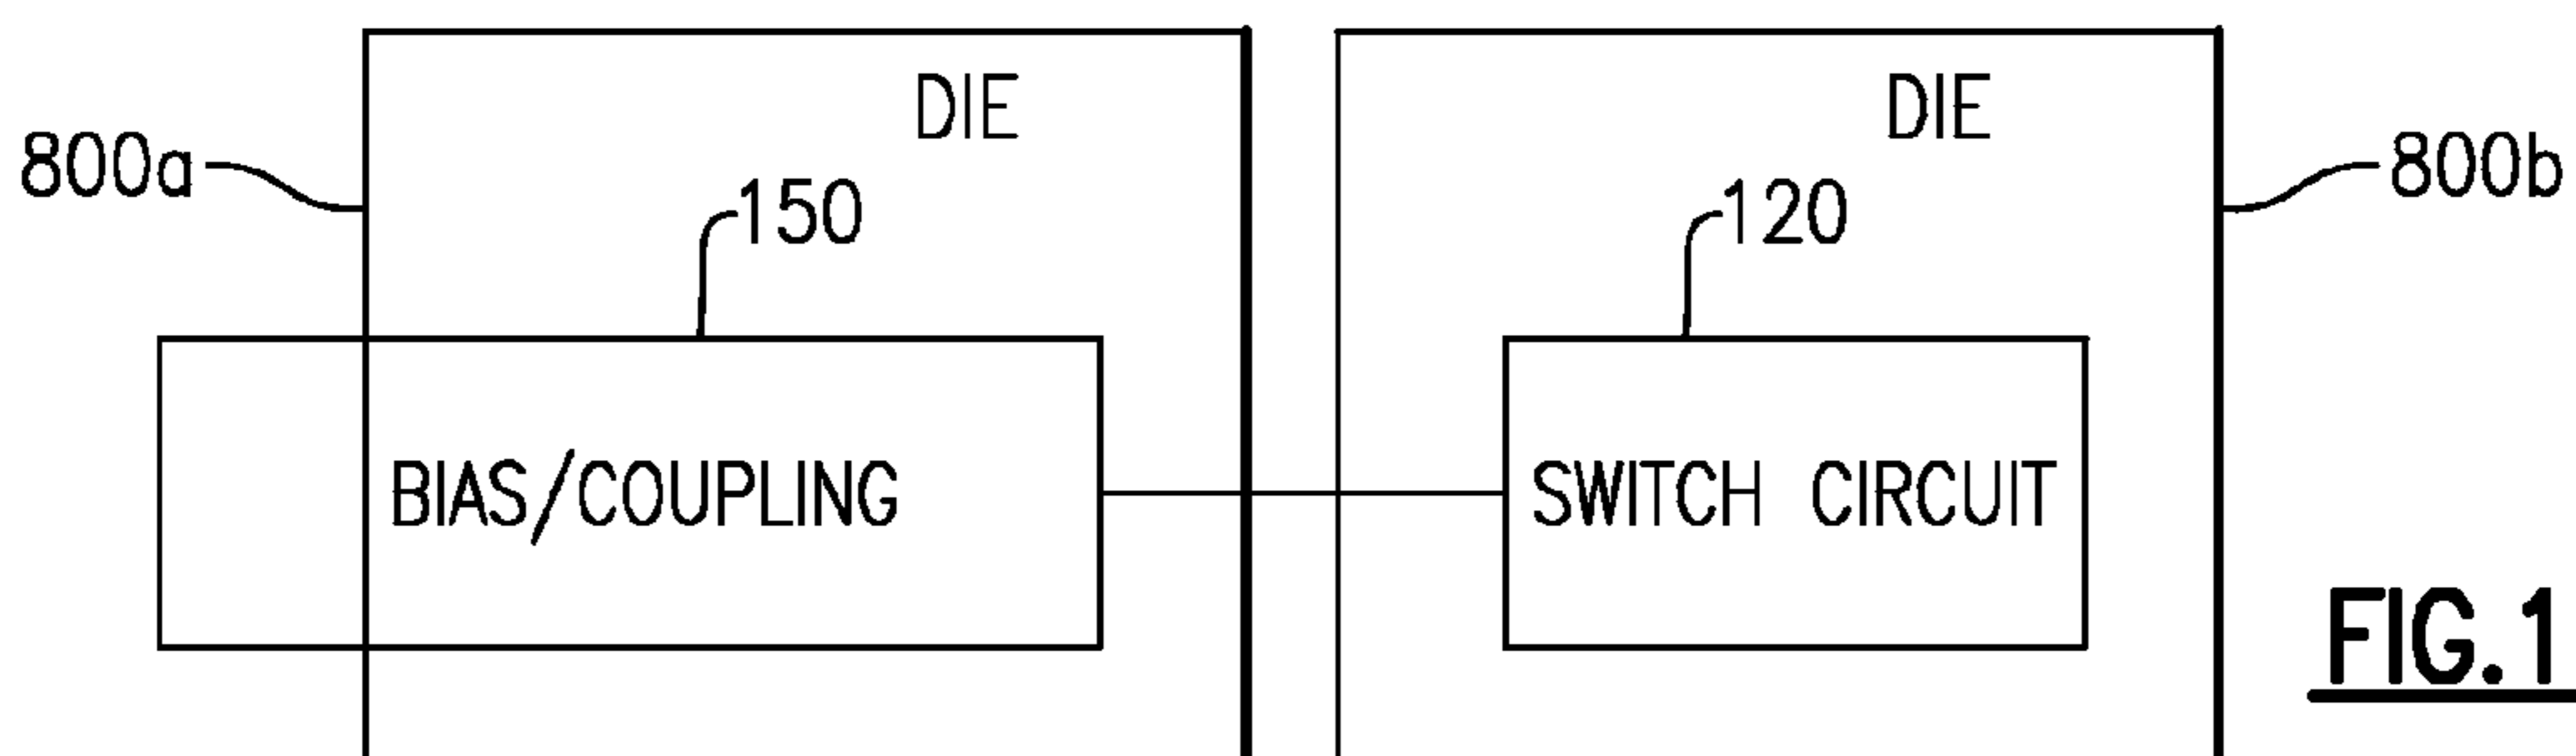 DIE
DIE
800a
800b
150
120
BIAS/COUPLING
SWITCH CIRCUIT
FIG.1